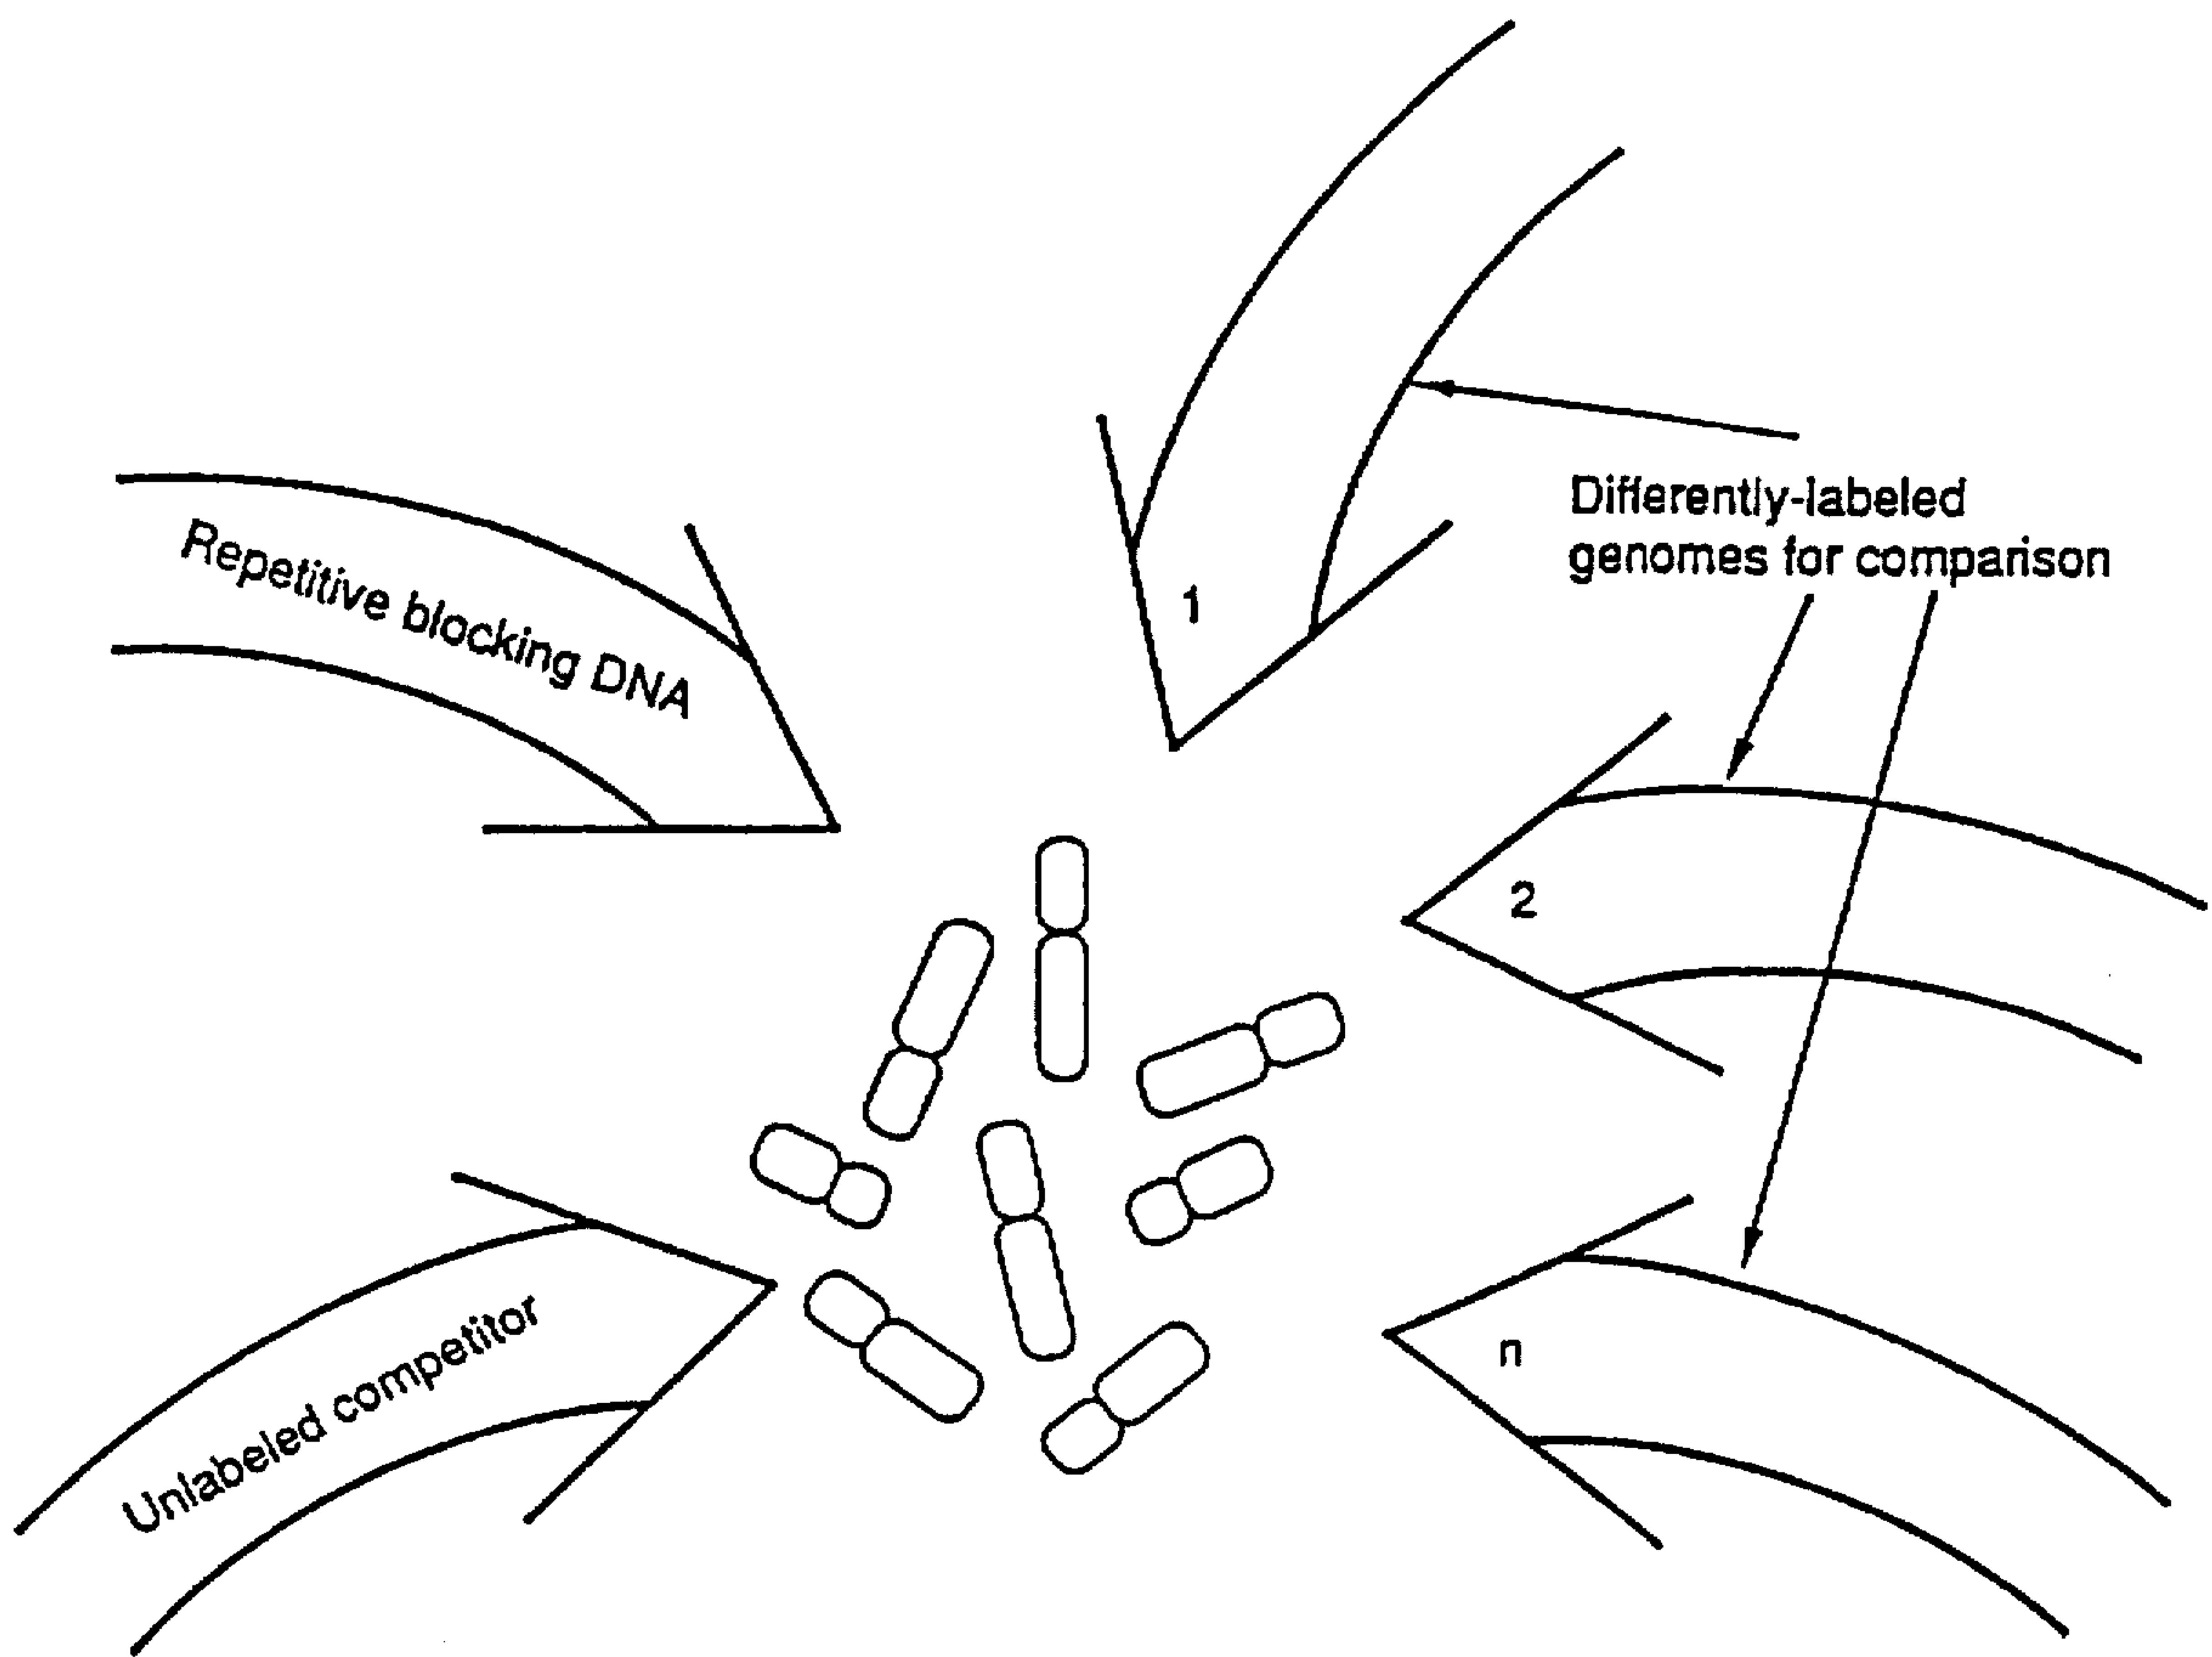 Repetitive blocking DNA
1
Differently-labeled
genomes for comparison
2
Unlabeled competitor
n